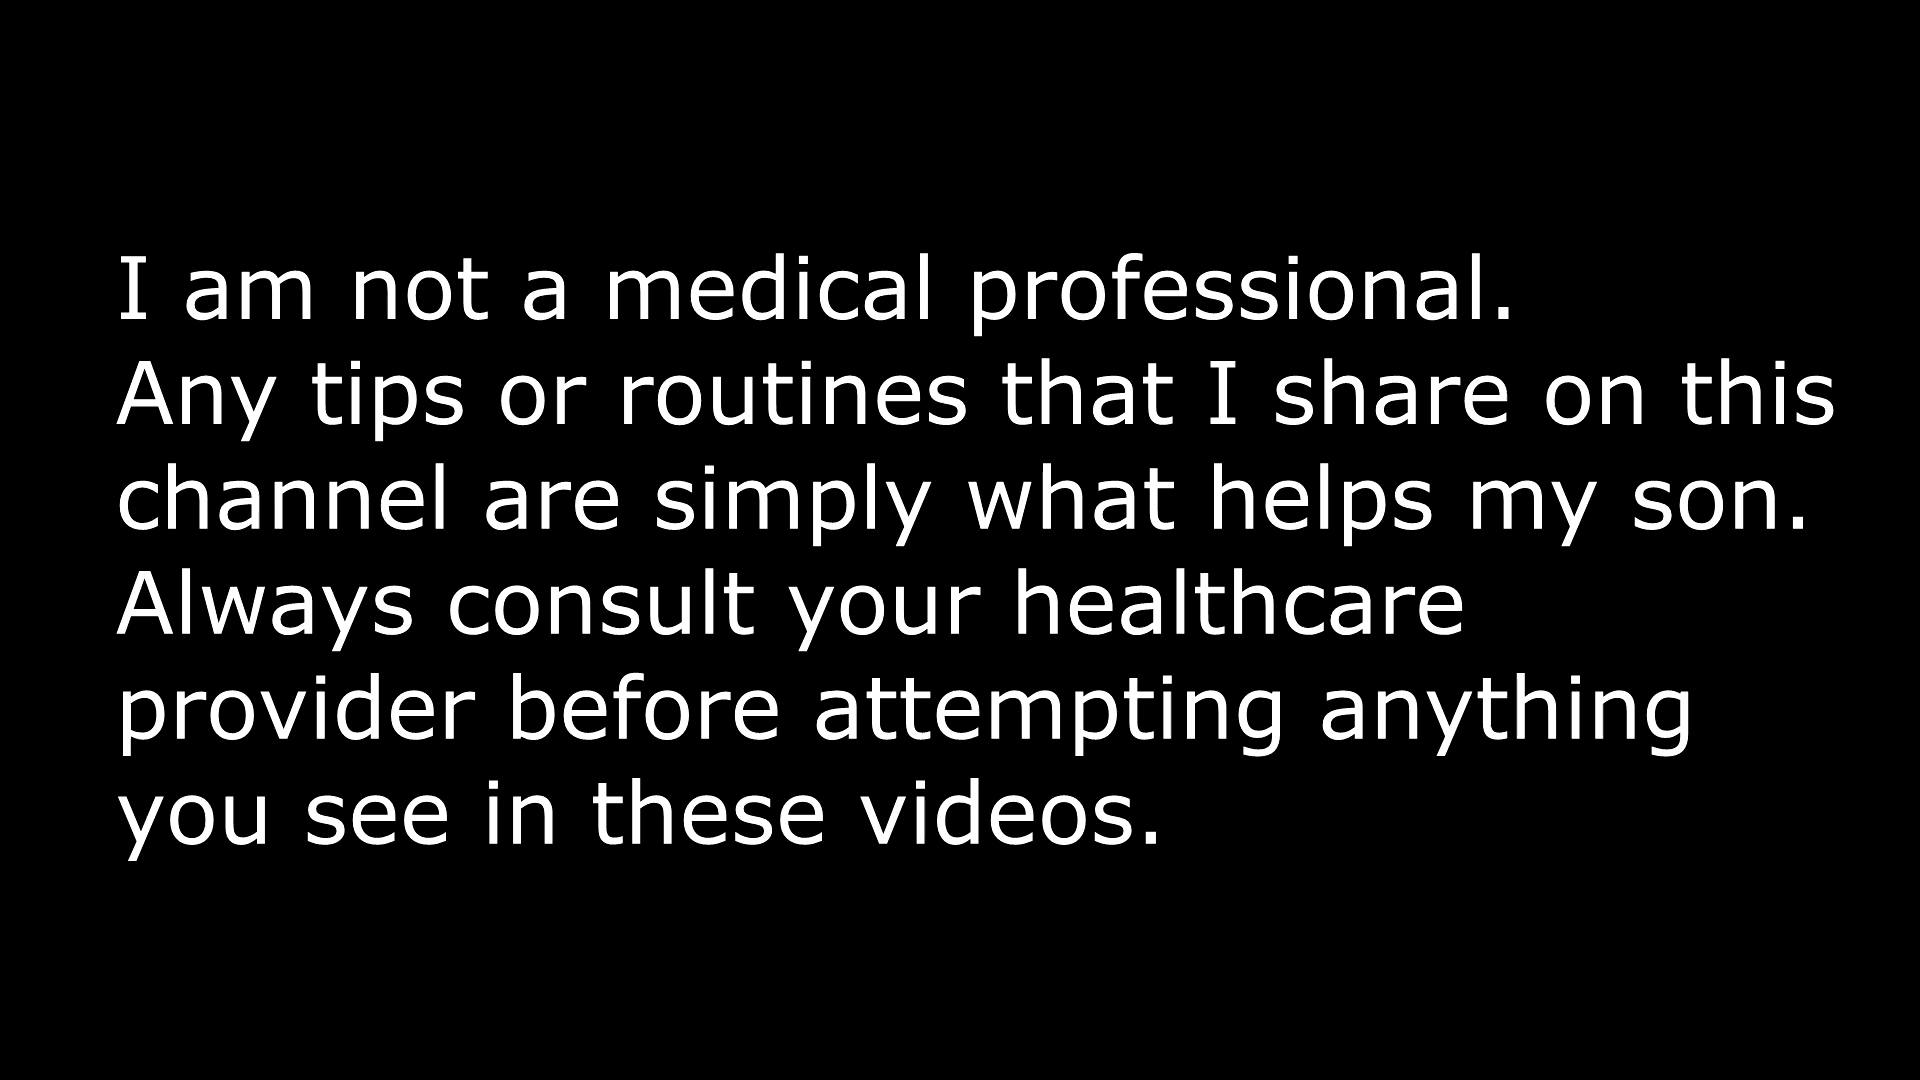 I am not a medical professional.
Any tips or routines that I share on this
channel are simply what helps my son.
Always consult your healthcare
provider before attempting anything
you see in these videos.